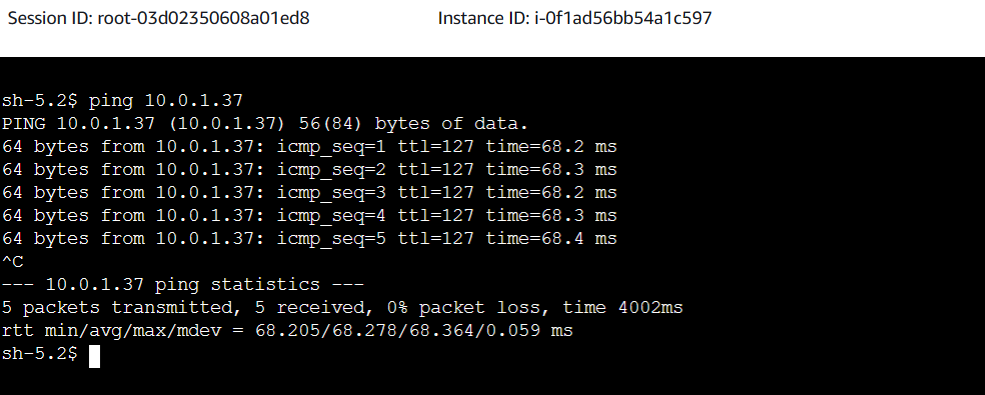 Session ID: root-03d02350608a01ed8 Instance ID: i-0f1ad56bb54a1c597
sh-5.2$ ping 10.0.1.37
PING 10.0.1.37 (10.0.1.37) 56(84) bytes of data.
64 bytes from 10.0.1.37: icmp_seq=1 ttl=127 time=68.2 ms
64 bytes from 10.0.1.37: icmp_seq=2 ttl=127 time=68.3 ms
64 bytes from 10.0.1.37: icmp_seq=3 ttl=127 time=68.2 ms
64 bytes from 10.0.1.37: icmp_seq=4 ttl=127 time=68.3 ms
64 bytes from 10.0.1.37: icmp_seq=5 ttl=127 time=68.4 ms
^C
--- 10.0.1.37 ping statistics ---
5 packets transmitted, 5 received, 0% packet loss, time 4002ms
rtt min/avg/max/mdev = 68.205/68.278/68.364/0.059 ms
sh-5.2$